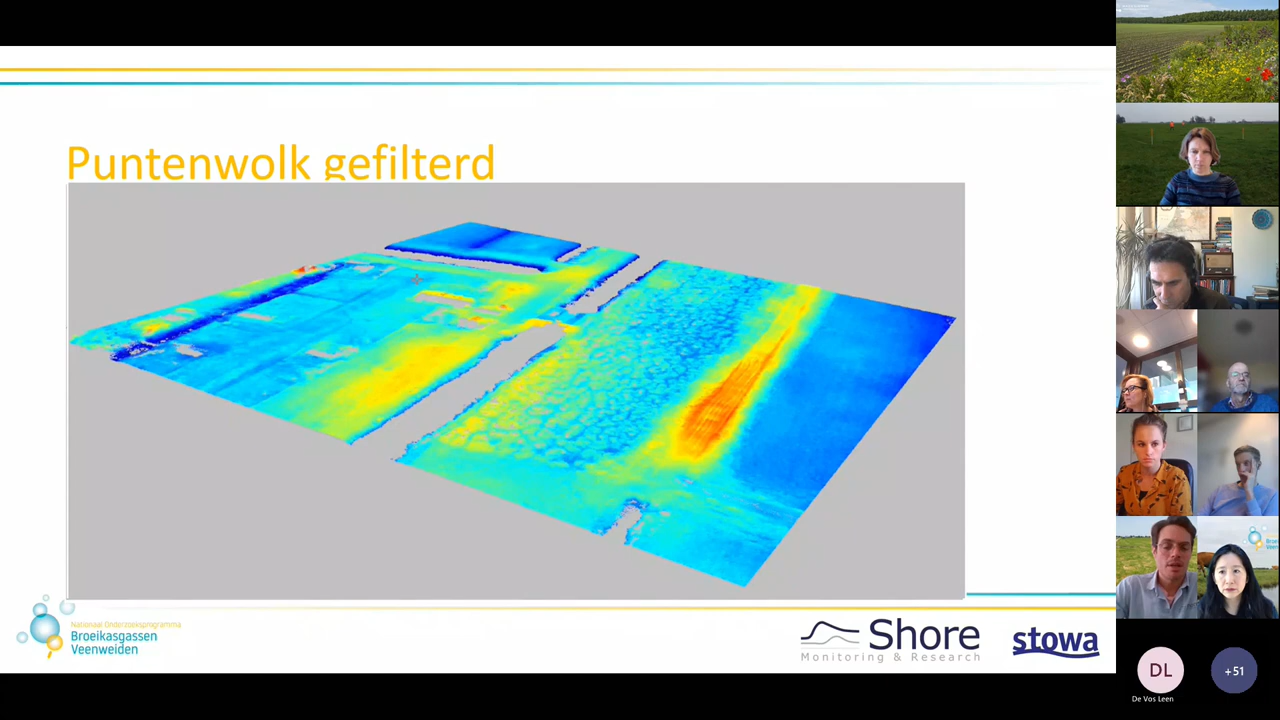 Puntenwolk gefilterd
Nationaal Onderzoeksprogramma
Broeikasgassen
Veenweiden
Shore
Monitoring & Research
stowa
DL
De Vos Leen
+51